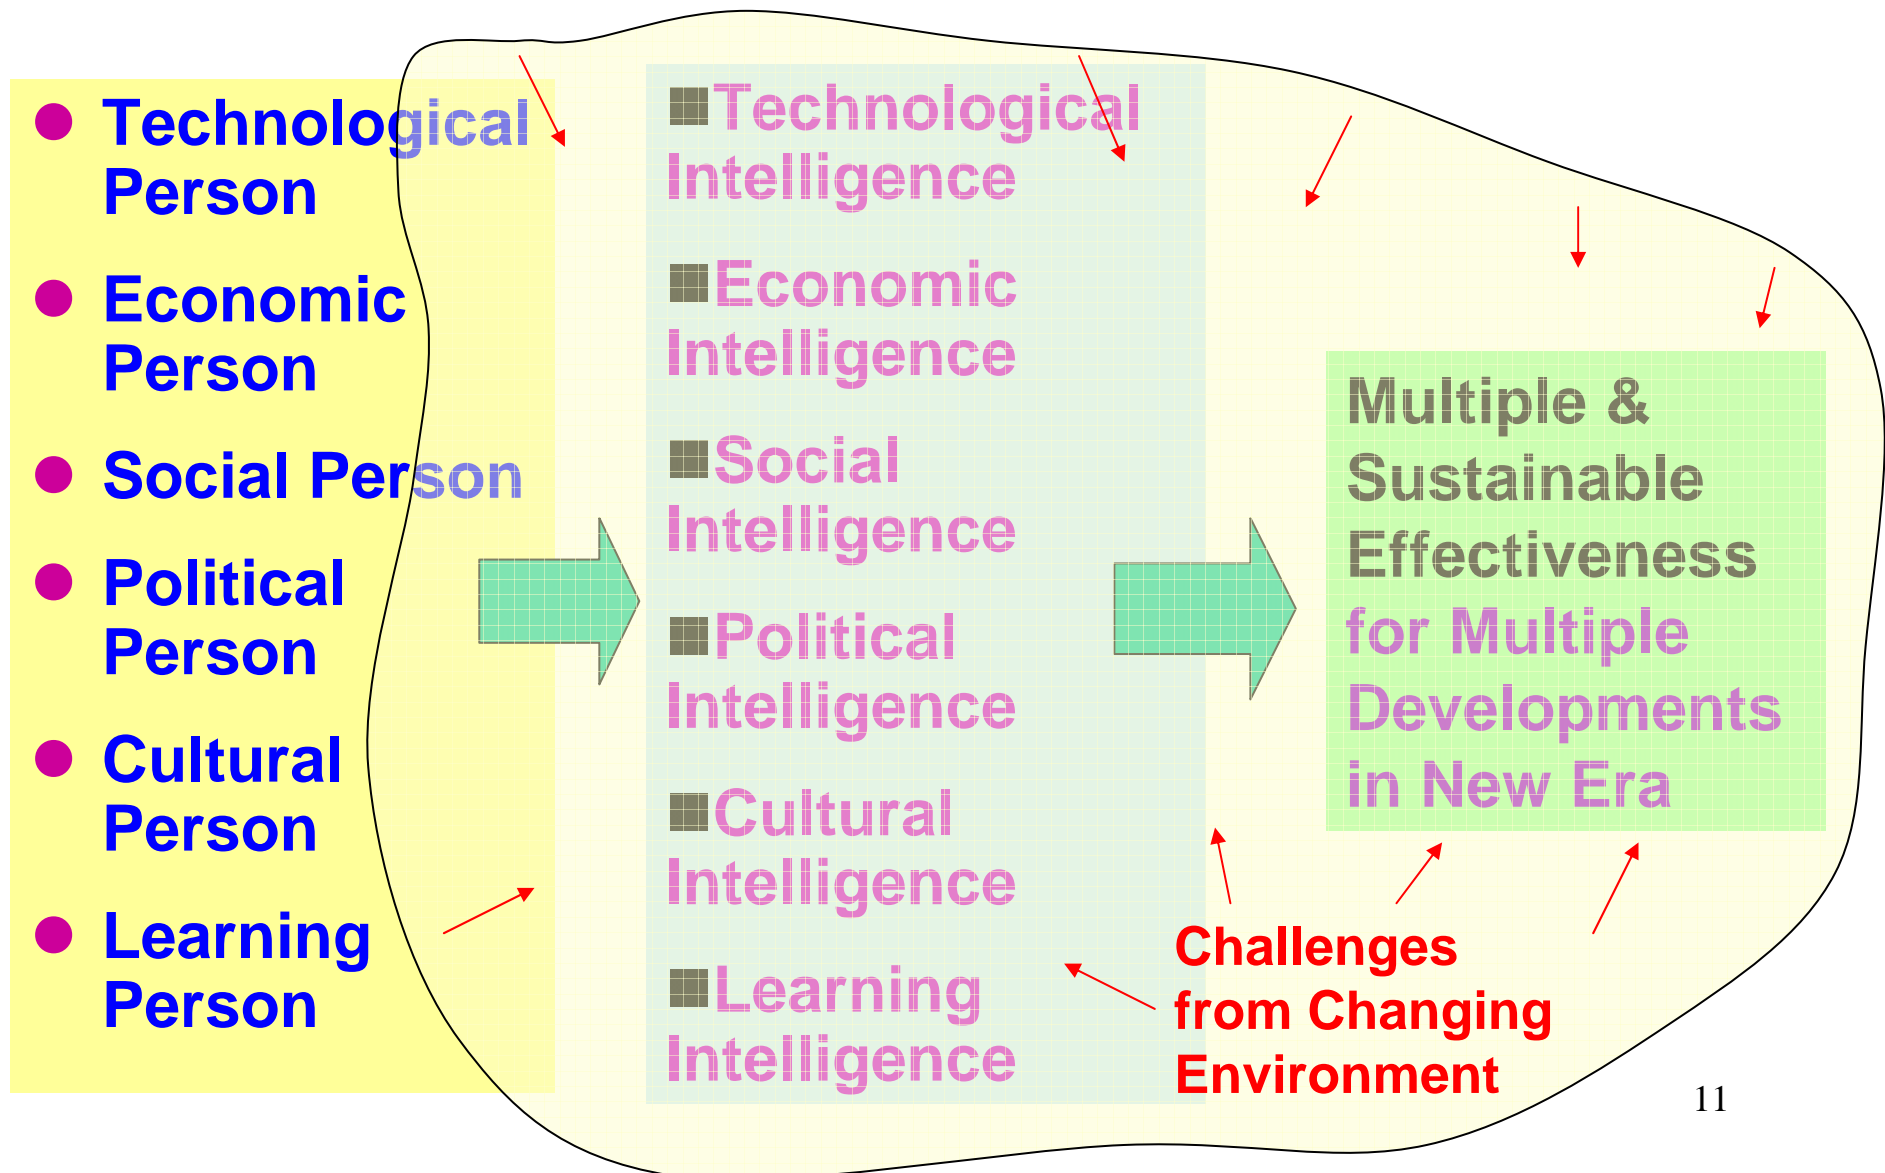 ● Technological
Person
● Economic
Person
● Social Person
● Political
Person
● Cultural
Person
● Learning
Person
■Technological
Intelligence
■Economic
Intelligence
■Social
Intelligence
■Political
Intelligence
■Cultural
Intelligence
■Learning
Intelligence
Multiple &
Sustainable
Effectiveness
for Multiple
Developments
in New Era
Challenges
from Changing
Environment
11